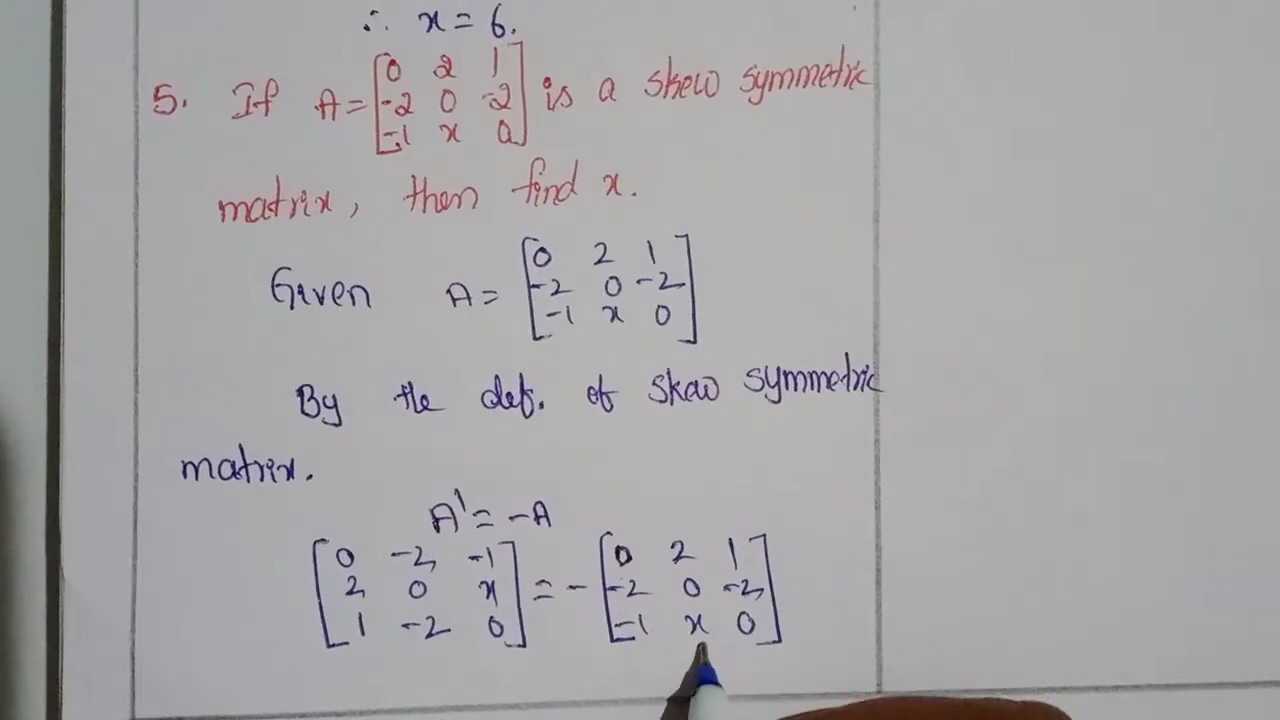 ∴ x = 6.
5. If A = [0 2 1
-2 0 -2
-1 x 0] is a skew symmetric
matrix, then find x.
Given A = [0 2 1
-2 0 -2
-1 x 0]
By the def. of skew symmetric
matrix.
A' = -A
[0 -2 -1
2 0 x
1 -2 0] = - [0 2 1
-2 0 -2
-1 x 0]